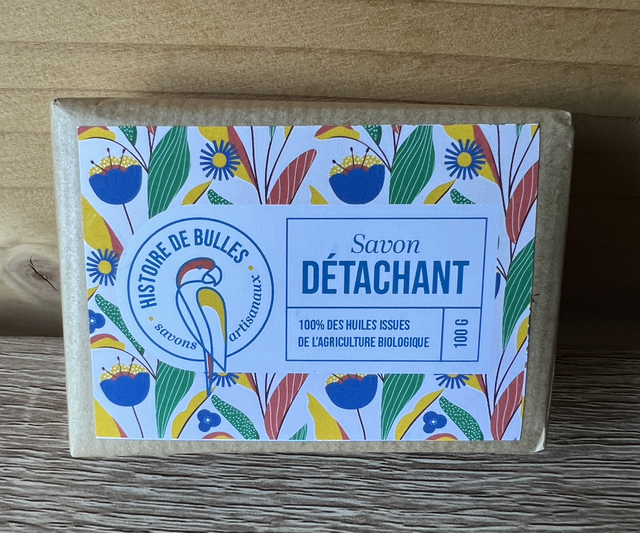 HISTOIRE DE BULLES
savons artisanaux
Savon
DÉTACHANT
100% DES HUILES ISSUES
DE L'AGRICULTURE BIOLOGIQUE
100 G